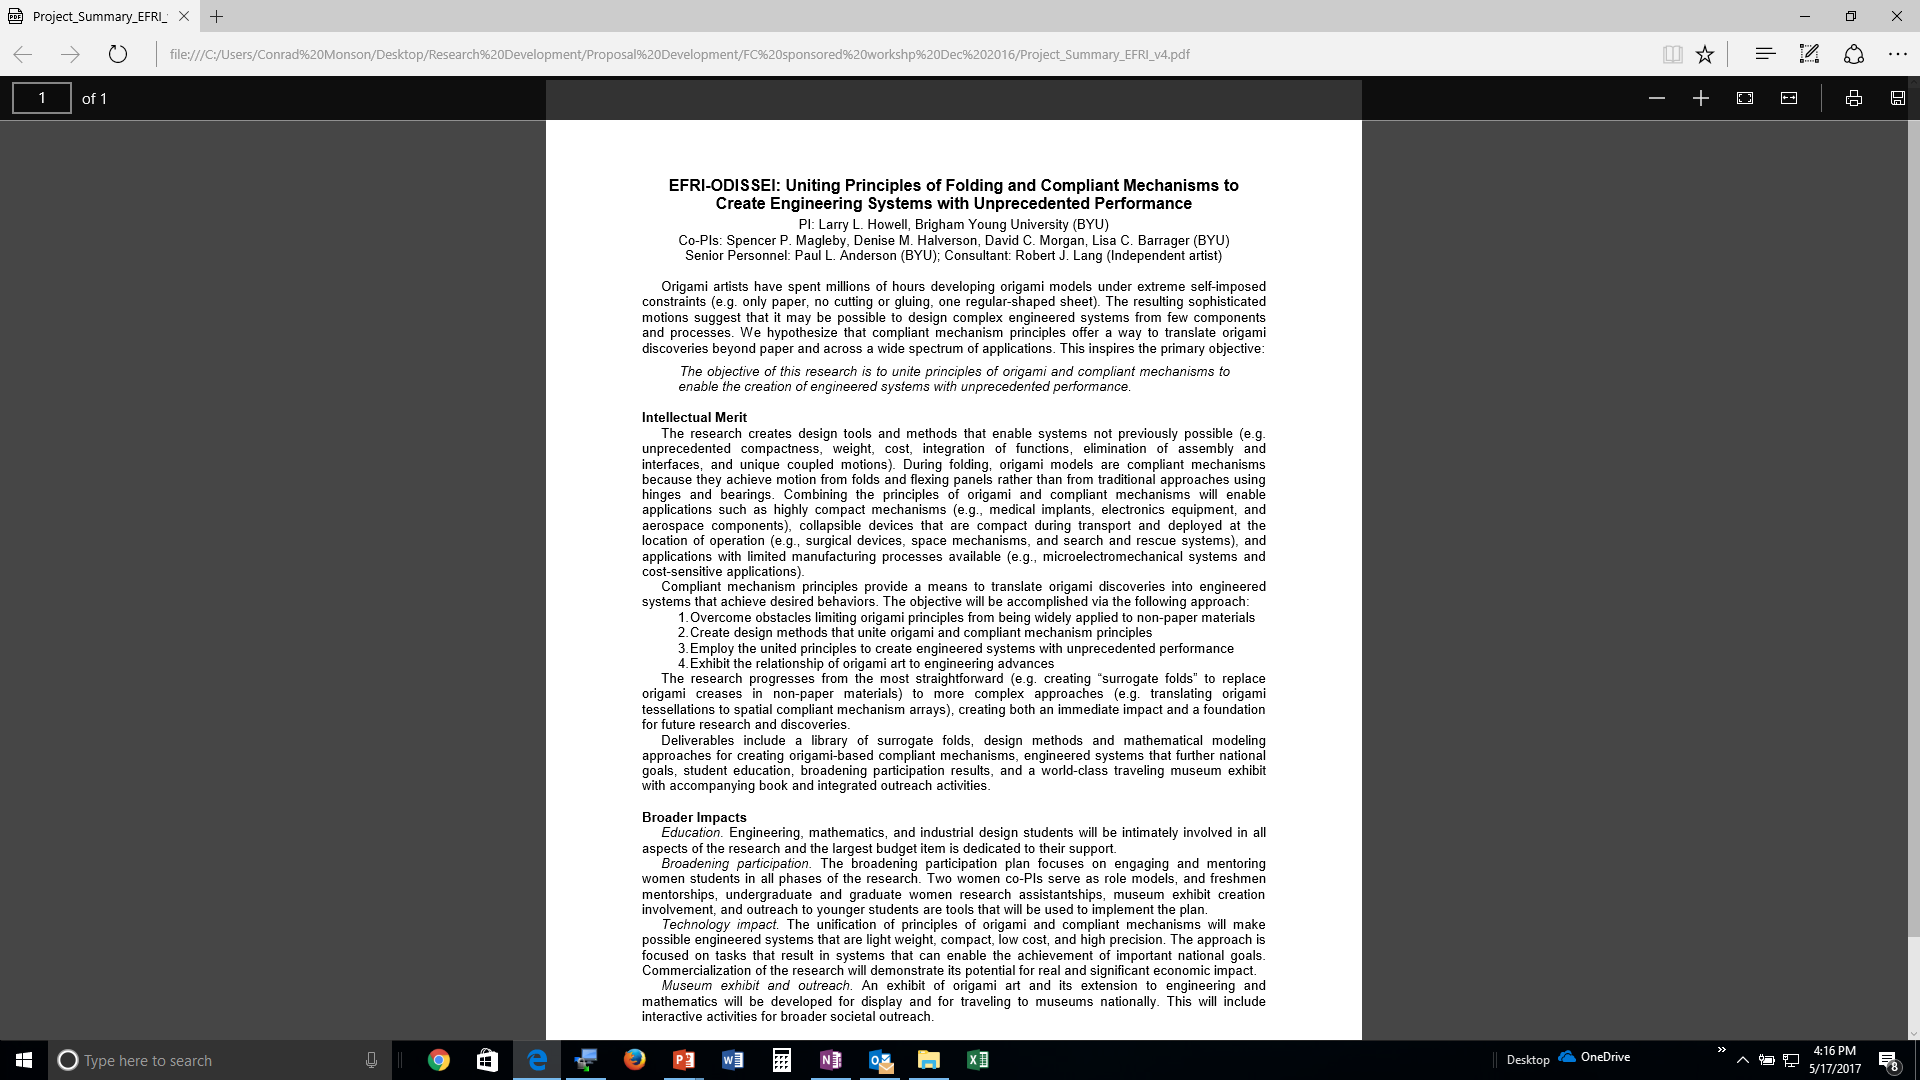 Project_Summary_EFRI_
file:///C:/Users/Conrad%20Monson/Desktop/Research%20Development/Proposal%20Development/FC%20sponsored%20workshp%20Dec%202016/Project_Summary_EFRI_v4.pdf
1 of 1
EFRI-ODISSEI: Uniting Principles of Folding and Compliant Mechanisms to
Create Engineering Systems with Unprecedented Performance
PI: Larry L. Howell, Brigham Young University (BYU)
Co-PIs: Spencer P. Magleby, Denise M. Halverson, David C. Morgan, Lisa C. Barrager (BYU)
Senior Personnel: Paul L. Anderson (BYU); Consultant: Robert J. Lang (Independent artist)
Origami artists have spent millions of hours developing origami models under extreme self-imposed
constraints (e.g. only paper, no cutting or gluing, one regular-shaped sheet). The resulting sophisticated
motions suggest that it may be possible to design complex engineered systems from few components
and processes. We hypothesize that compliant mechanism principles offer a way to translate origami
discoveries beyond paper and across a wide spectrum of applications. This inspires the primary objective:
The objective of this research is to unite principles of origami and compliant mechanisms to
enable the creation of engineered systems with unprecedented performance.
Intellectual Merit
The research creates design tools and methods that enable systems not previously possible (e.g.
unprecedented compactness, weight, cost, integration of functions, elimination of assembly and
interfaces, and unique coupled motions). During folding, origami models are compliant mechanisms
because they achieve motion from folds and flexing panels rather than from traditional approaches using
hinges and bearings. Combining the principles of origami and compliant mechanisms will enable
applications such as highly compact mechanisms (e.g., medical implants, electronics equipment, and
aerospace components), collapsible devices that are compact during transport and deployed at the
location of operation (e.g., surgical devices, space mechanisms, and search and rescue systems), and
applications with limited manufacturing processes available (e.g., microelectromechanical systems and
cost-sensitive applications).
Compliant mechanism principles provide a means to translate origami discoveries into engineered
systems that achieve desired behaviors. The objective will be accomplished via the following approach:
1. Overcome obstacles limiting origami principles from being widely applied to non-paper materials
2. Create design methods that unite origami and compliant mechanism principles
3. Employ the united principles to create engineered systems with unprecedented performance
4. Exhibit the relationship of origami art to engineering advances
The research progresses from the most straightforward (e.g. creating “surrogate folds” to replace
origami creases in non-paper materials) to more complex approaches (e.g. translating origami
tessellations to spatial compliant mechanism arrays), creating both an immediate impact and a foundation
for future research and discoveries.
Deliverables include a library of surrogate folds, design methods and mathematical modeling
approaches for creating origami-based compliant mechanisms, engineered systems that further national
goals, student education, broadening participation results, and a world-class traveling museum exhibit
with accompanying book and integrated outreach activities.
Broader Impacts
Education. Engineering, mathematics, and industrial design students will be intimately involved in all
aspects of the research and the largest budget item is dedicated to their support.
Broadening participation. The broadening participation plan focuses on engaging and mentoring
women students in all phases of the research. Two women co-PIs serve as role models, and freshmen
mentorships, undergraduate and graduate women research assistantships, museum exhibit creation
involvement, and outreach to younger students are tools that will be used to implement the plan.
Technology impact. The unification of principles of origami and compliant mechanisms will make
possible engineered systems that are light weight, compact, low cost, and high precision. The approach is
focused on tasks that result in systems that can enable the achievement of important national goals.
Commercialization of the research will demonstrate its potential for real and significant economic impact.
Museum exhibit and outreach. An exhibit of origami art and its extension to engineering and
mathematics will be developed for display and for traveling to museums nationally. This will include
interactive activities for broader societal outreach.
Type here to search
Desktop
OneDrive
4:16 PM
5/17/2017
8